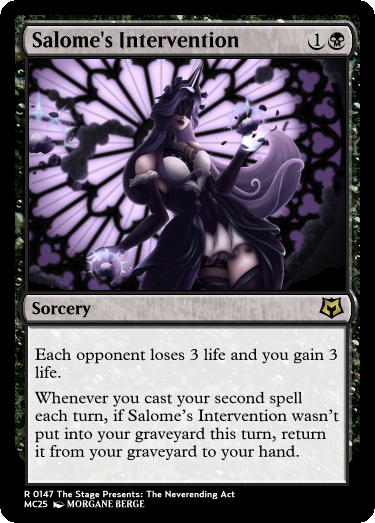 Salome's Intervention 1
Sorcery
Each opponent loses 3 life and you gain 3
life.
Whenever you cast your second spell
each turn, if Salome's Intervention wasn't
put into your graveyard this turn, return
it from your graveyard to your hand.
R 0147 The Stage Presents: The Neverending Act
MC25 MORGANE BERGE